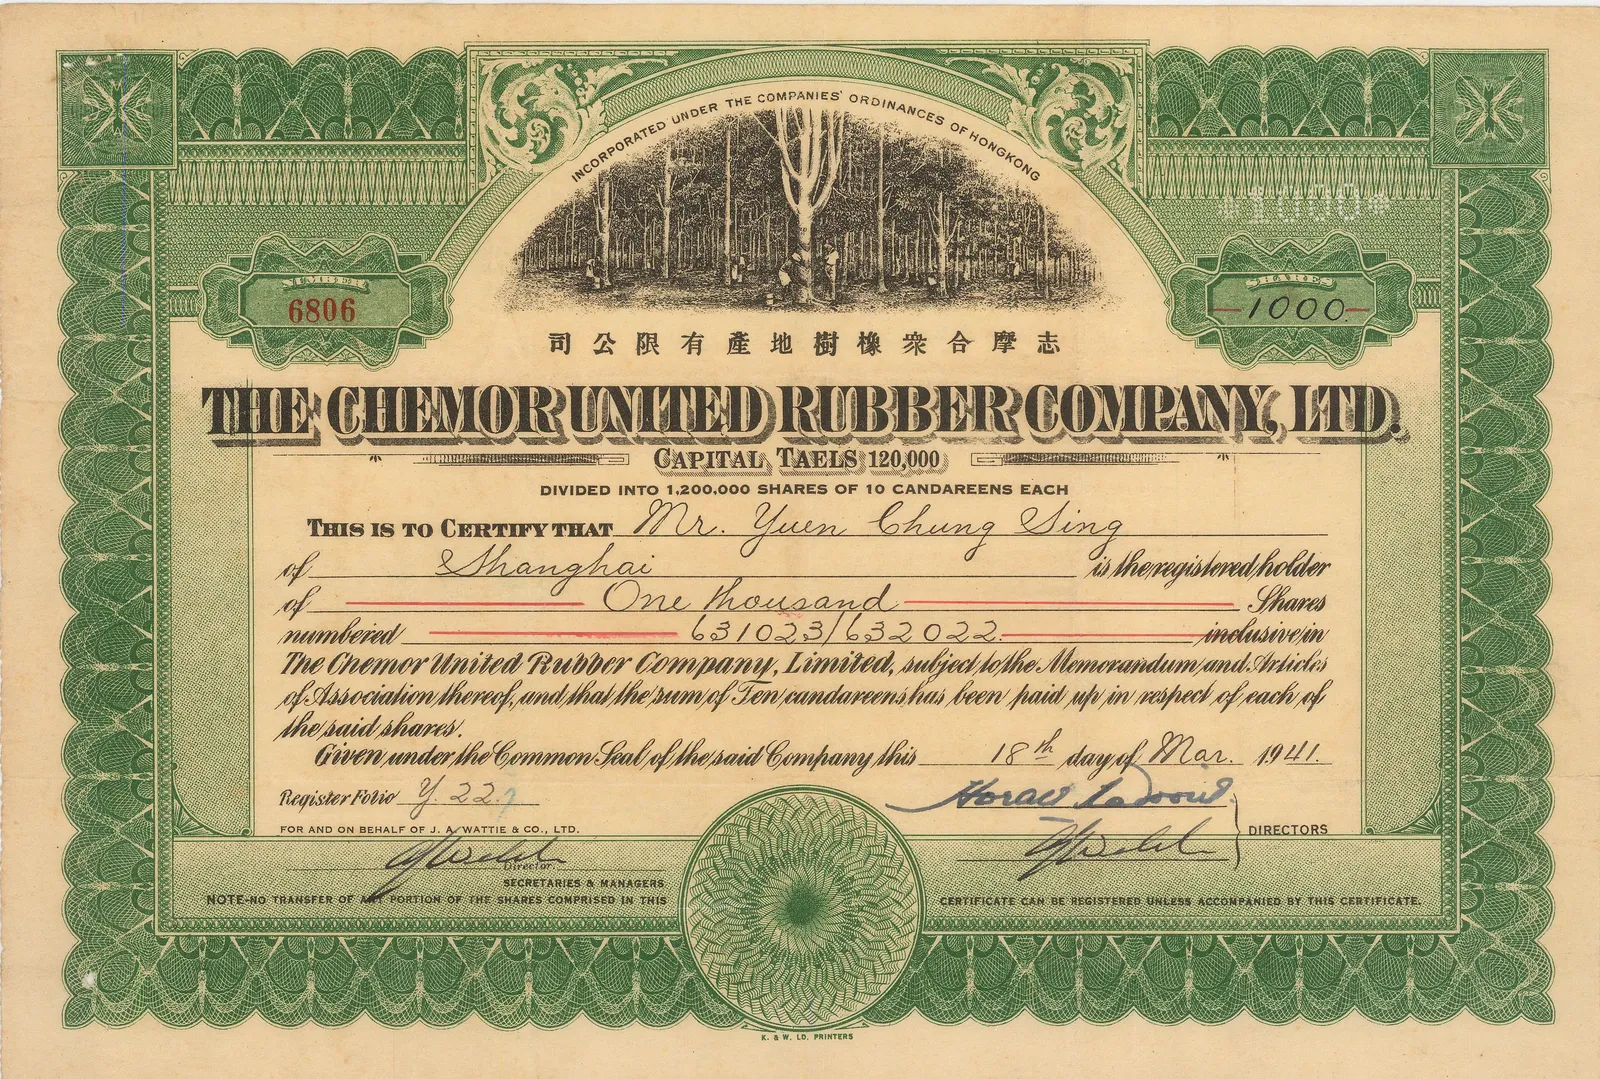 INCORPORATED UNDER THE COMPANIES' ORDINANCES OF HONGKONG
*1000*
NUMBER
6806
SHARES
1000
司公限有產地樹橡衆合摩志
THE CHEMOR UNITED RUBBER COMPANY, LTD.
CAPITAL TAELS 120,000
DIVIDED INTO 1,200,000 SHARES OF 10 CANDAREENS EACH
THIS IS TO CERTIFY THAT Mr. Yuen Chung Sing
of Shanghai is the registered holder
of One thousand Shares
numbered 631023/632022 inclusive in
The Chemor United Rubber Company, Limited, subject to the Memorandum and Articles
of Association thereof, and that the sum of Ten candareens has been paid up in respect of each of
the said shares.
Given under the Common Seal of the said Company this 18th day of Mar. 1941.
Register Folio Y. 22
FOR AND ON BEHALF OF J. A. WATTIE & CO., LTD.
DIRECTORS
Director
SECRETARIES & MANAGERS
NOTE-NO TRANSFER OF ANY PORTION OF THE SHARES COMPRISED IN THIS CERTIFICATE CAN BE REGISTERED UNLESS ACCOMPANIED BY THIS CERTIFICATE.
K. & W. LD. PRINTERS